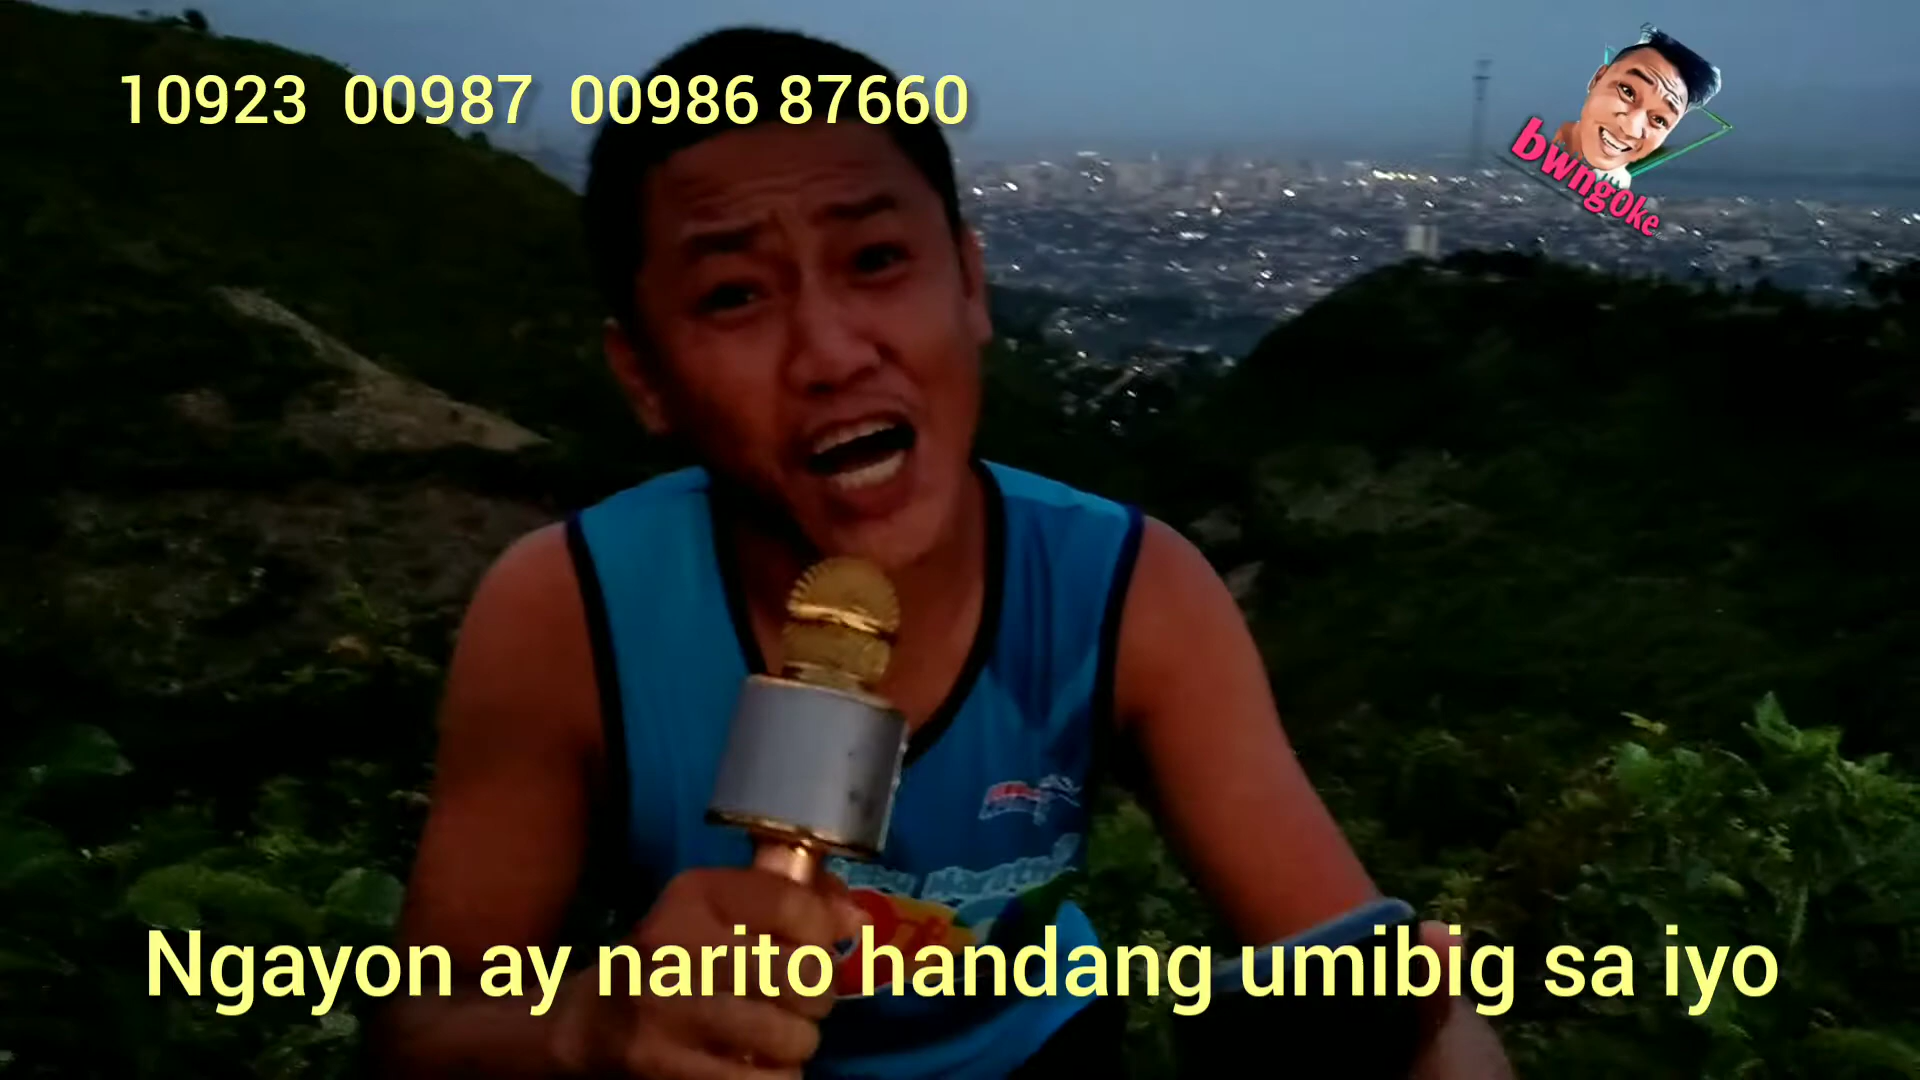 10923 00987 00986 87660
bwngoke
Ngayon ay narito handang umibig sa iyo